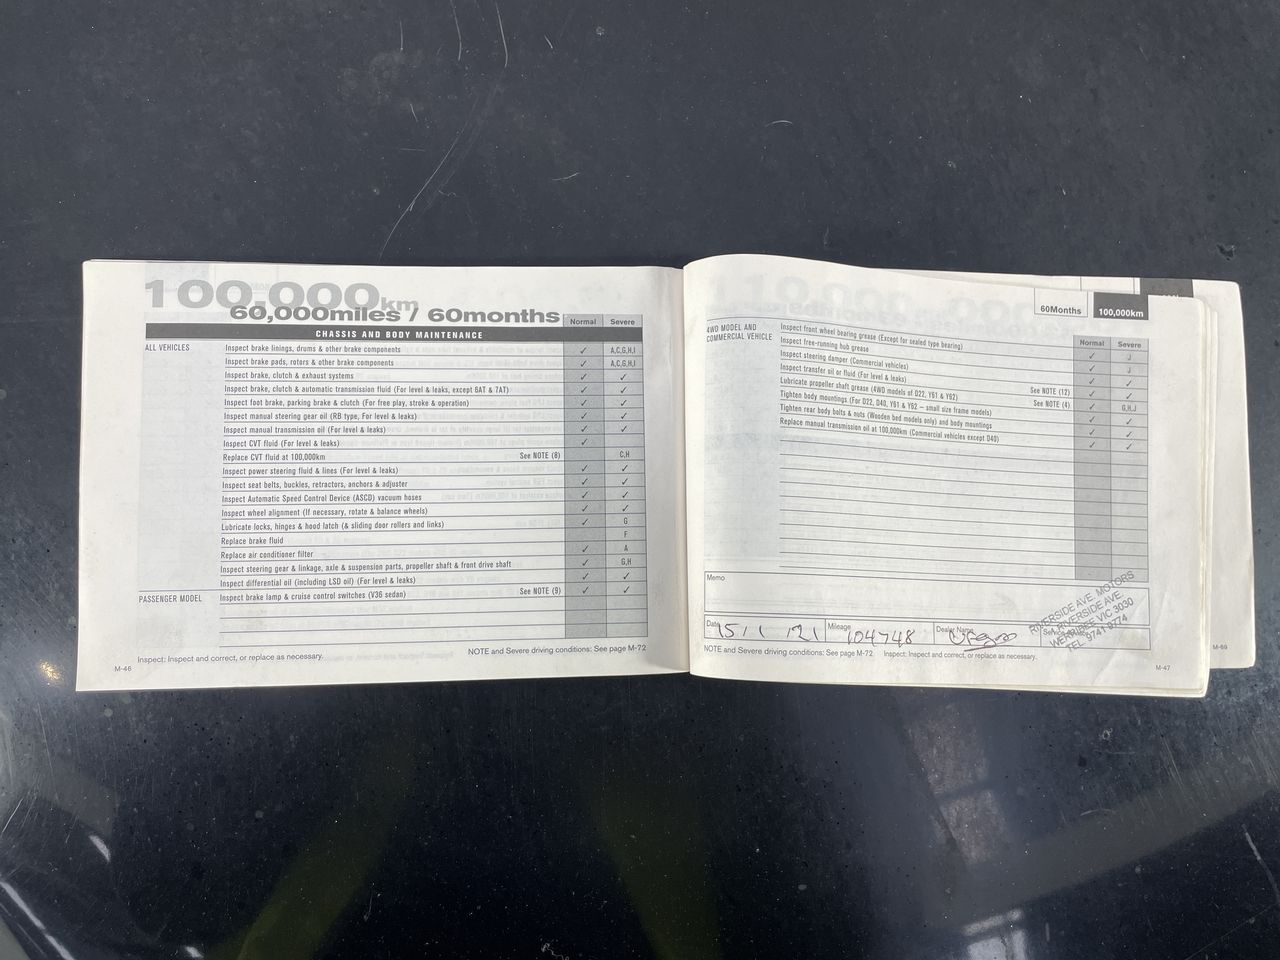 100,000km
60,000miles / 60months
Normal Severe
CHASSIS AND BODY MAINTENANCE
ALL VEHICLES
Inspect brake linings, drums & other brake components ✓ A,C,G,H,I
Inspect brake pads, rotors & other brake components ✓ A,C,G,H,I
Inspect brake, clutch & exhaust systems ✓ ✓
Inspect brake, clutch & automatic transmission fluid (For level & leaks, except 6AT & 7AT) ✓ ✓
Inspect foot brake, parking brake & clutch (For free play, stroke & operation) ✓ ✓
Inspect manual steering gear oil (RB type, For level & leaks) ✓ ✓
Inspect manual transmission oil (For level & leaks) ✓ ✓
Inspect CVT fluid (For level & leaks) ✓
Replace CVT fluid at 100,000km See NOTE (8) C,H
Inspect power steering fluid & lines (For level & leaks) ✓ ✓
Inspect seat belts, buckles, retractors, anchors & adjuster ✓ ✓
Inspect Automatic Speed Control Device (ASCD) vacuum hoses ✓ ✓
Inspect wheel alignment (If necessary, rotate & balance wheels) ✓ ✓
Lubricate locks, hinges & hood latch (& sliding door rollers and links) ✓ G
Replace brake fluid F
Replace air conditioner filter ✓ A
Inspect steering gear & linkage, axle & suspension parts, propeller shaft & front drive shaft ✓ G,H
Inspect differential oil (including LSD oil) (For level & leaks) ✓ ✓
PASSENGER MODEL Inspect brake lamp & cruise control switches (V36 sedan) See NOTE (9) ✓ ✓
Inspect: Inspect and correct, or replace as necessary.
NOTE and Severe driving conditions: See page M-72
M-46
60Months 100,000km
Normal Severe
4WD MODEL AND
COMMERCIAL VEHICLE
Inspect front wheel bearing grease (Except for sealed type bearing) ✓ J
Inspect free-running hub grease ✓ J
Inspect steering damper (Commercial vehicles) ✓ ✓
Inspect transfer oil or fluid (For level & leaks) ✓ ✓
Lubricate propeller shaft grease (4WD models of D22, Y61 & Y62) See NOTE (12) ✓ G,H,J
Tighten body mountings (For D22, D40, Y61 & Y62 – small size frame models) See NOTE (4) ✓ ✓
Tighten rear body bolts & nuts (Wooden bed models only) and body mountings ✓ ✓
Replace manual transmission oil at 100,000km (Commercial vehicles except D40) ✓ ✓
Memo
Date 15/1/21 Mileage 104748 Dealer Name
RIVERSIDE AVE. MOTORS
RIVERSIDE AVE.
WERRIBEE VIC 3030
TEL: 9741 9774
NOTE and Severe driving conditions: See page M-72 Inspect: Inspect and correct, or replace as necessary.
M-47
M-69